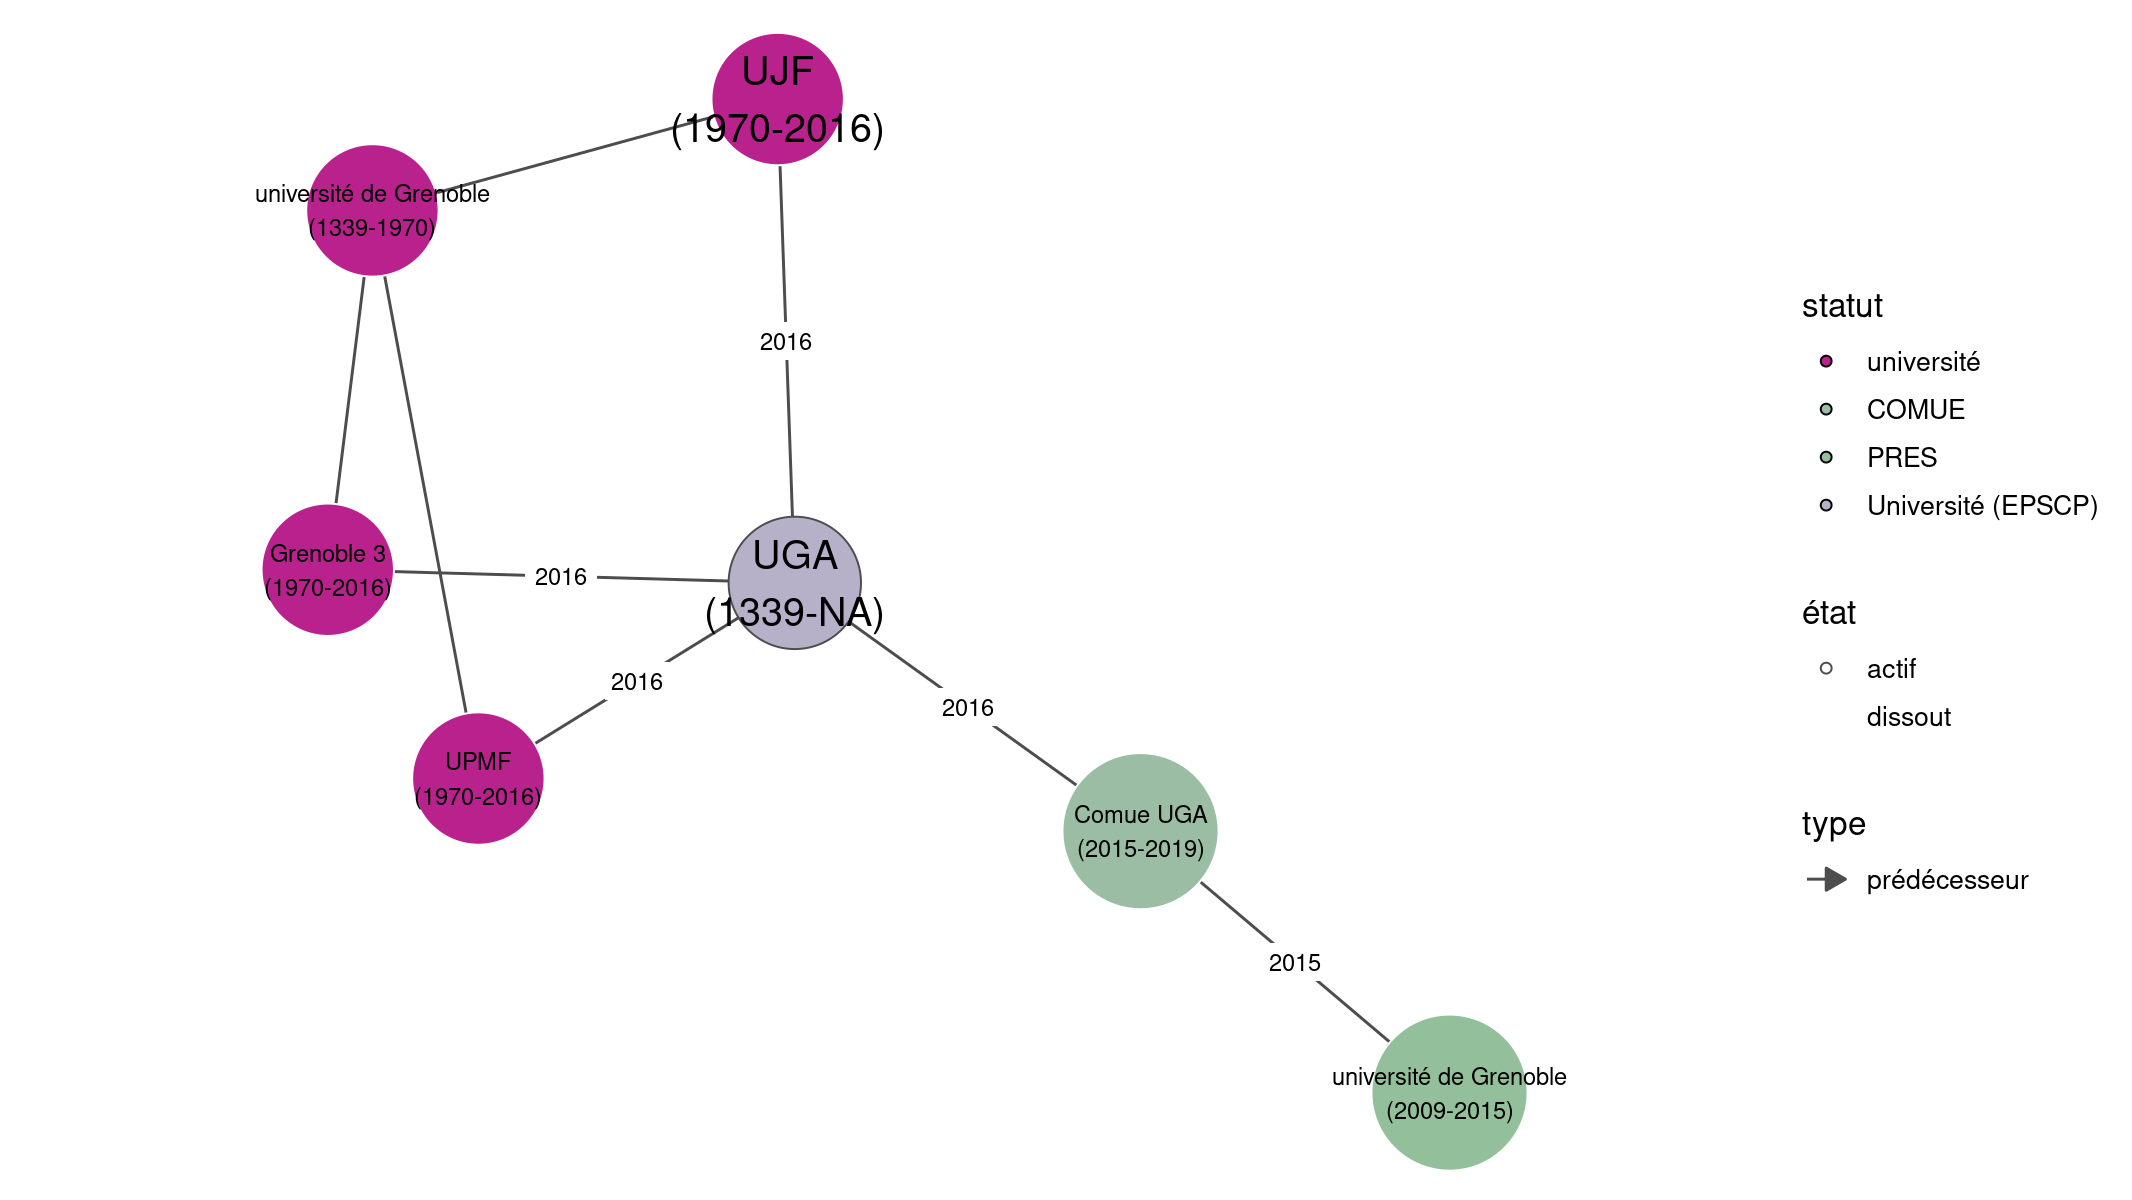 UJF
(1970-2016)
université de Grenoble
(1339-1970)
2016
Grenoble 3
(1970-2016)
2016
UGA
(1339-NA)
2016
UPMF
(1970-2016)
2016
Comue UGA
(2015-2019)
2015
université de Grenoble
(2009-2015)
statut
université
COMUE
PRES
Université (EPSCP)
état
actif
dissout
type
prédécesseur